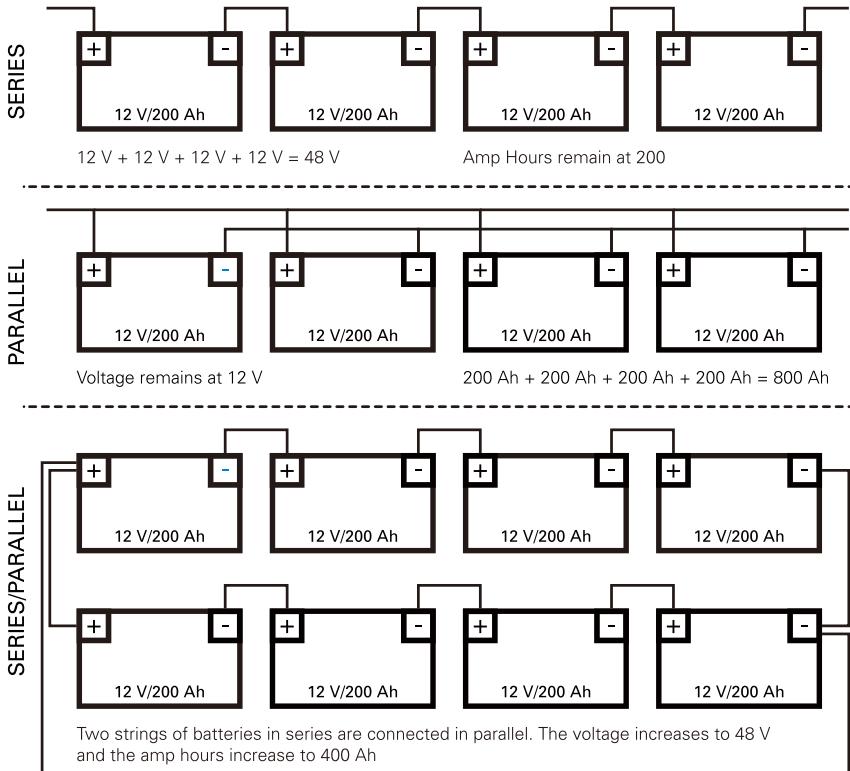 SERIES
+ - + - + - + -
12 V/200 Ah 12 V/200 Ah 12 V/200 Ah 12 V/200 Ah
12 V + 12 V + 12 V + 12 V = 48 V
Amp Hours remain at 200
PARALLEL
+ - + - + - + -
12 V/200 Ah 12 V/200 Ah 12 V/200 Ah 12 V/200 Ah
Voltage remains at 12 V
200 Ah + 200 Ah + 200 Ah + 200 Ah = 800 Ah
SERIES/PARALLEL
+ - + - + - + -
12 V/200 Ah 12 V/200 Ah 12 V/200 Ah 12 V/200 Ah
+ - + - + - + -
12 V/200 Ah 12 V/200 Ah 12 V/200 Ah 12 V/200 Ah
Two strings of batteries in series are connected in parallel. The voltage increases to 48 V
and the amp hours increase to 400 Ah